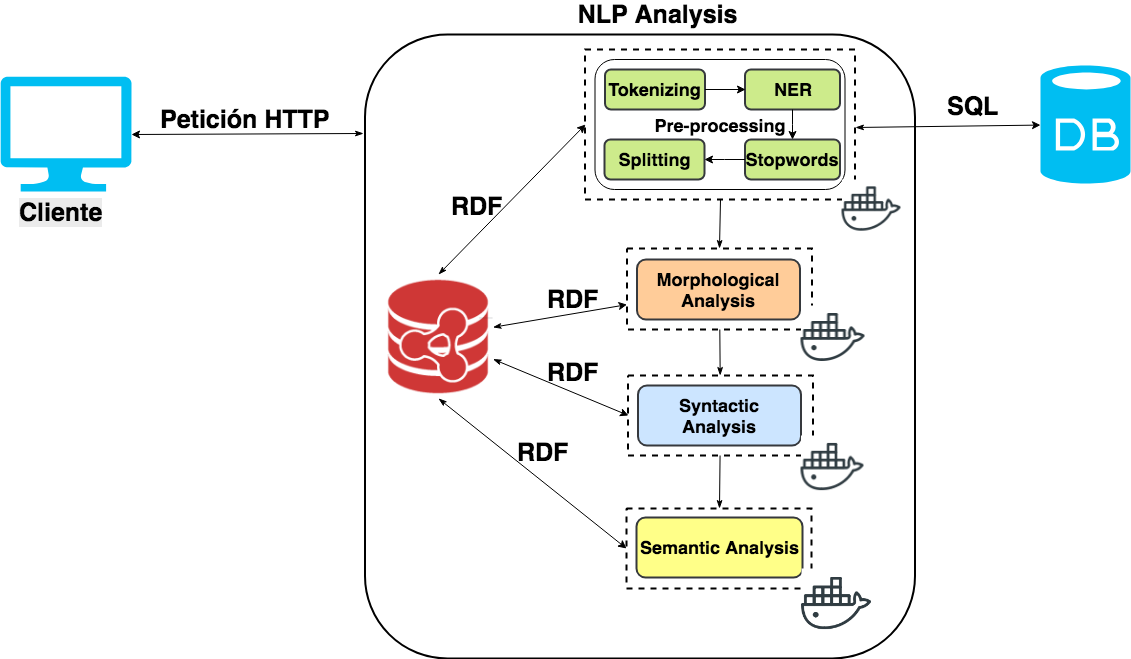 NLP Analysis
Tokenizing
NER
Petición HTTP
SQL
Pre-processing
DB
Splitting
Stopwords
Cliente
RDF
Morphological
Analysis
RDF
RDF
Syntactic
Analysis
RDF
Semantic Analysis